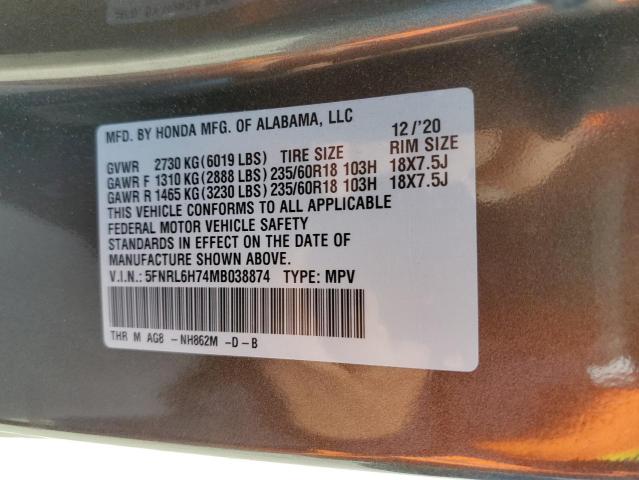 MFD. BY HONDA MFG. OF ALABAMA, LLC 12/'20
GVWR 2730 KG(6019 LBS) TIRE SIZE RIM SIZE
GAWR F 1310 KG(2888 LBS) 235/60R18 103H 18X7.5J
GAWR R 1465 KG(3230 LBS) 235/60R18 103H 18X7.5J
THIS VEHICLE CONFORMS TO ALL APPLICABLE
FEDERAL MOTOR VEHICLE SAFETY
STANDARDS IN EFFECT ON THE DATE OF
MANUFACTURE SHOWN ABOVE.
V.I.N.: 5FNRL6H74MB038874 TYPE: MPV
THR M AG8 -NH862M -D-B